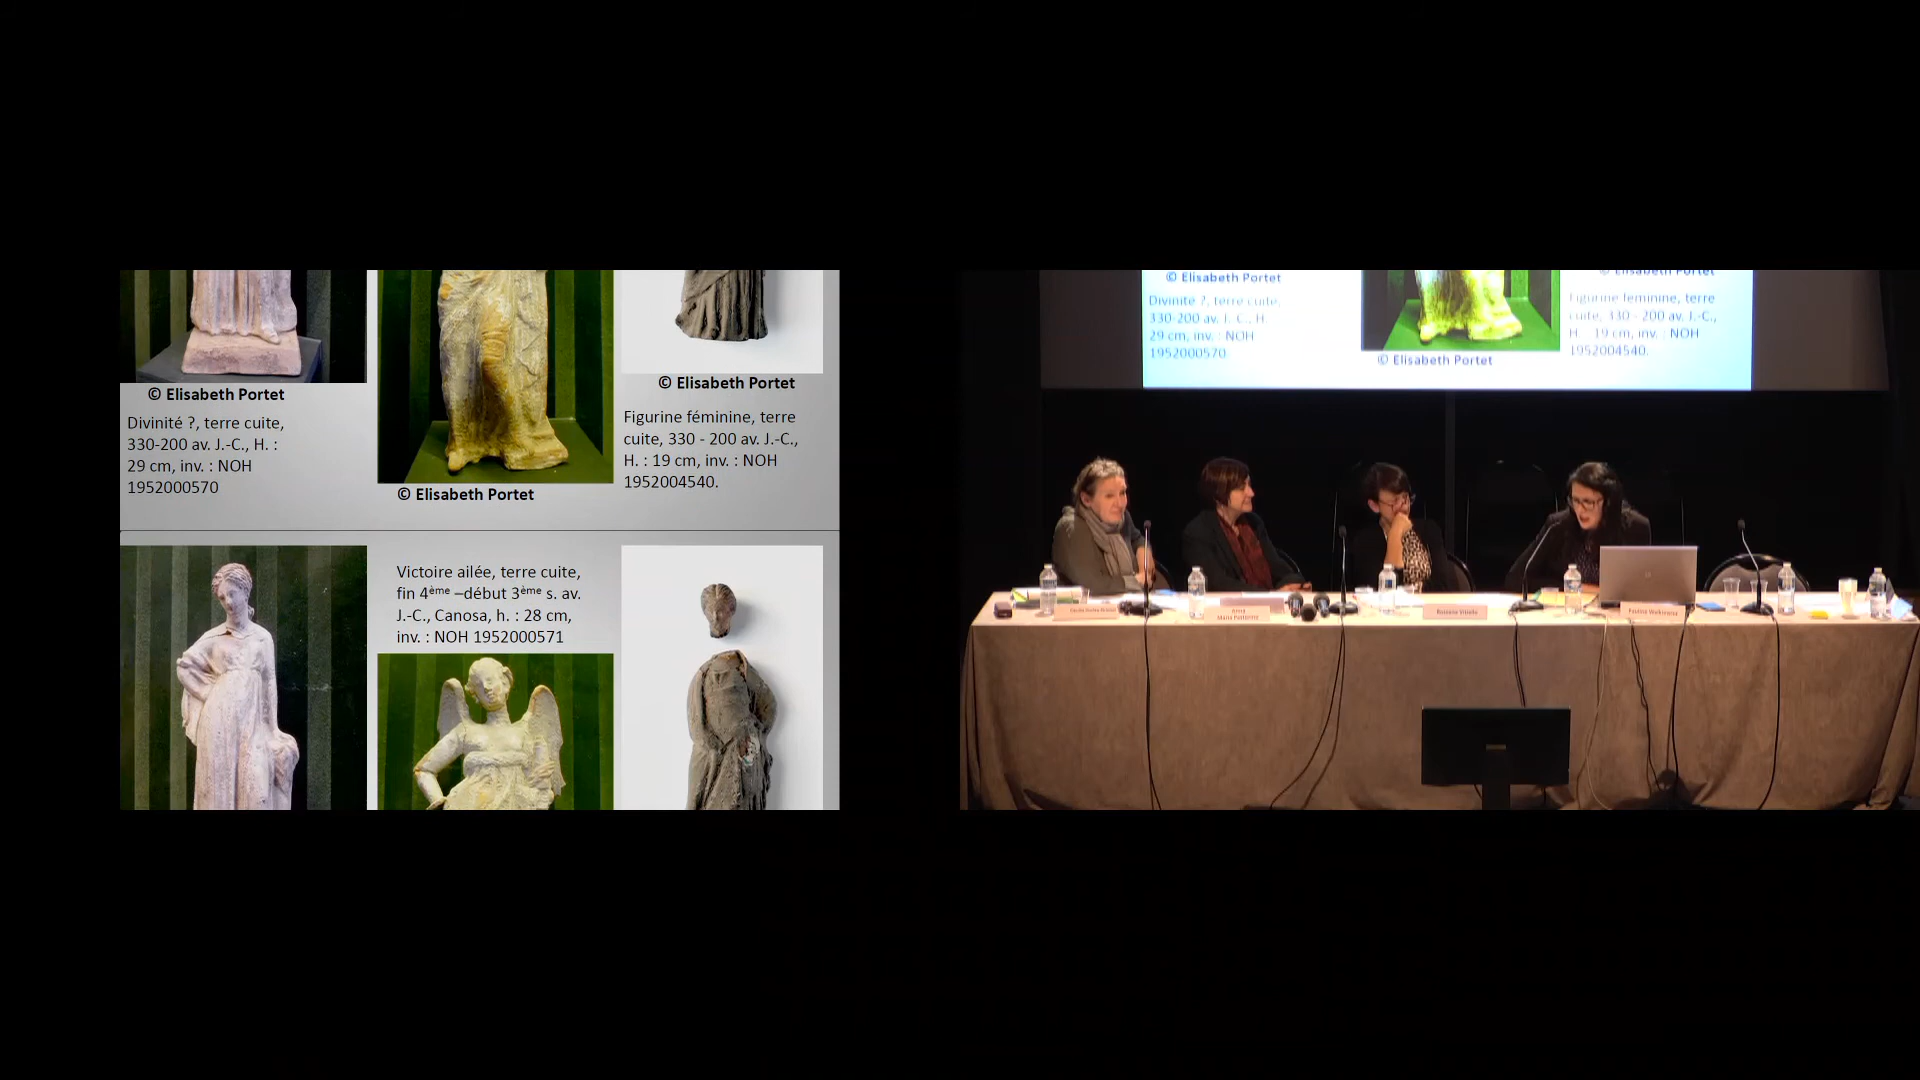 © Elisabeth Portet
Divinité ?, terre cuite,
330-200 av. J.-C., H. :
29 cm, inv. : NOH
1952000570
© Elisabeth Portet
© Elisabeth Portet
Figurine féminine, terre
cuite, 330 - 200 av. J.-C.,
H. : 19 cm, inv. : NOH
1952004540.
Victoire ailée, terre cuite,
fin 4ème –début 3ème s. av.
J.-C., Canosa, h. : 28 cm,
inv. : NOH 1952000571
© Elisabeth Portet
Divinité ?, terre cuite,
330-200 av. J.-C., H. :
29 cm, inv. : NOH
1952000570
© Elisabeth Portet
© Elisabeth Portet
Figurine féminine, terre
cuite, 330 - 200 av. J.-C.,
H. : 19 cm, inv. : NOH
1952004540.